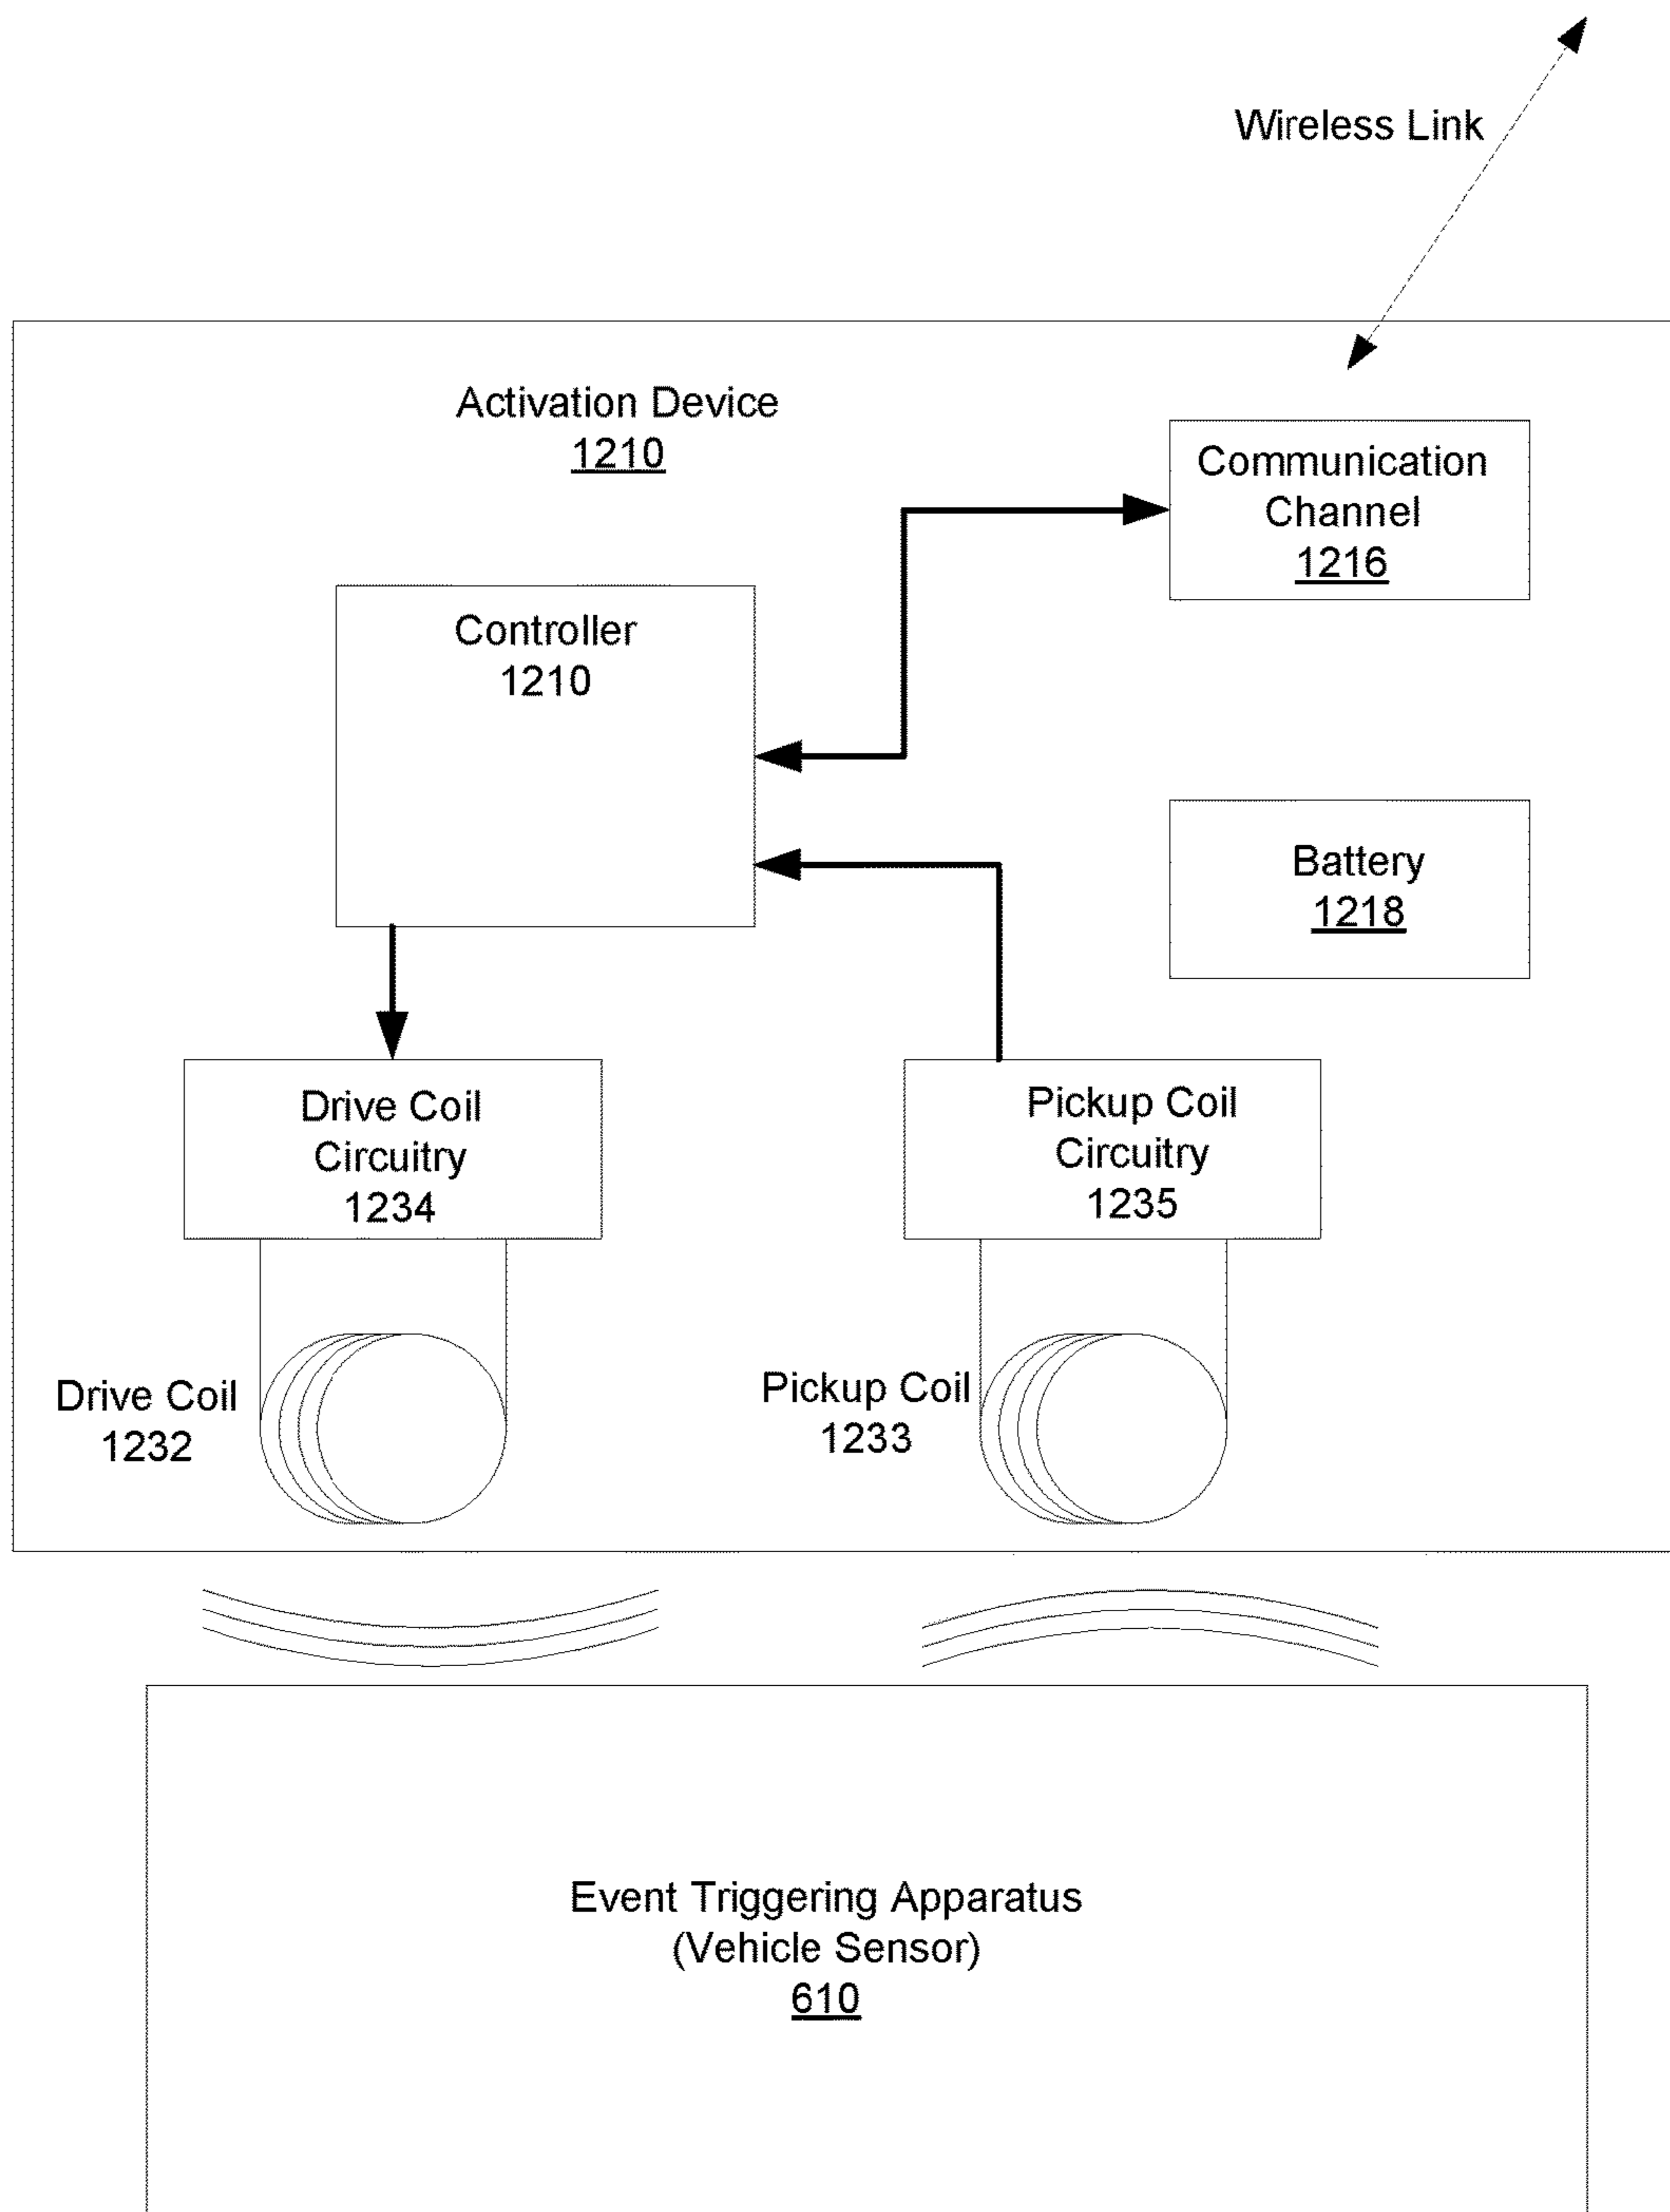 Wireless Link
Activation Device
1210
Communication
Channel
1216
Controller
1210
Battery
1218
Drive Coil
Circuitry
1234
Pickup Coil
Circuitry
1235
Drive Coil
1232
Pickup Coil
1233
Event Triggering Apparatus
(Vehicle Sensor)
610